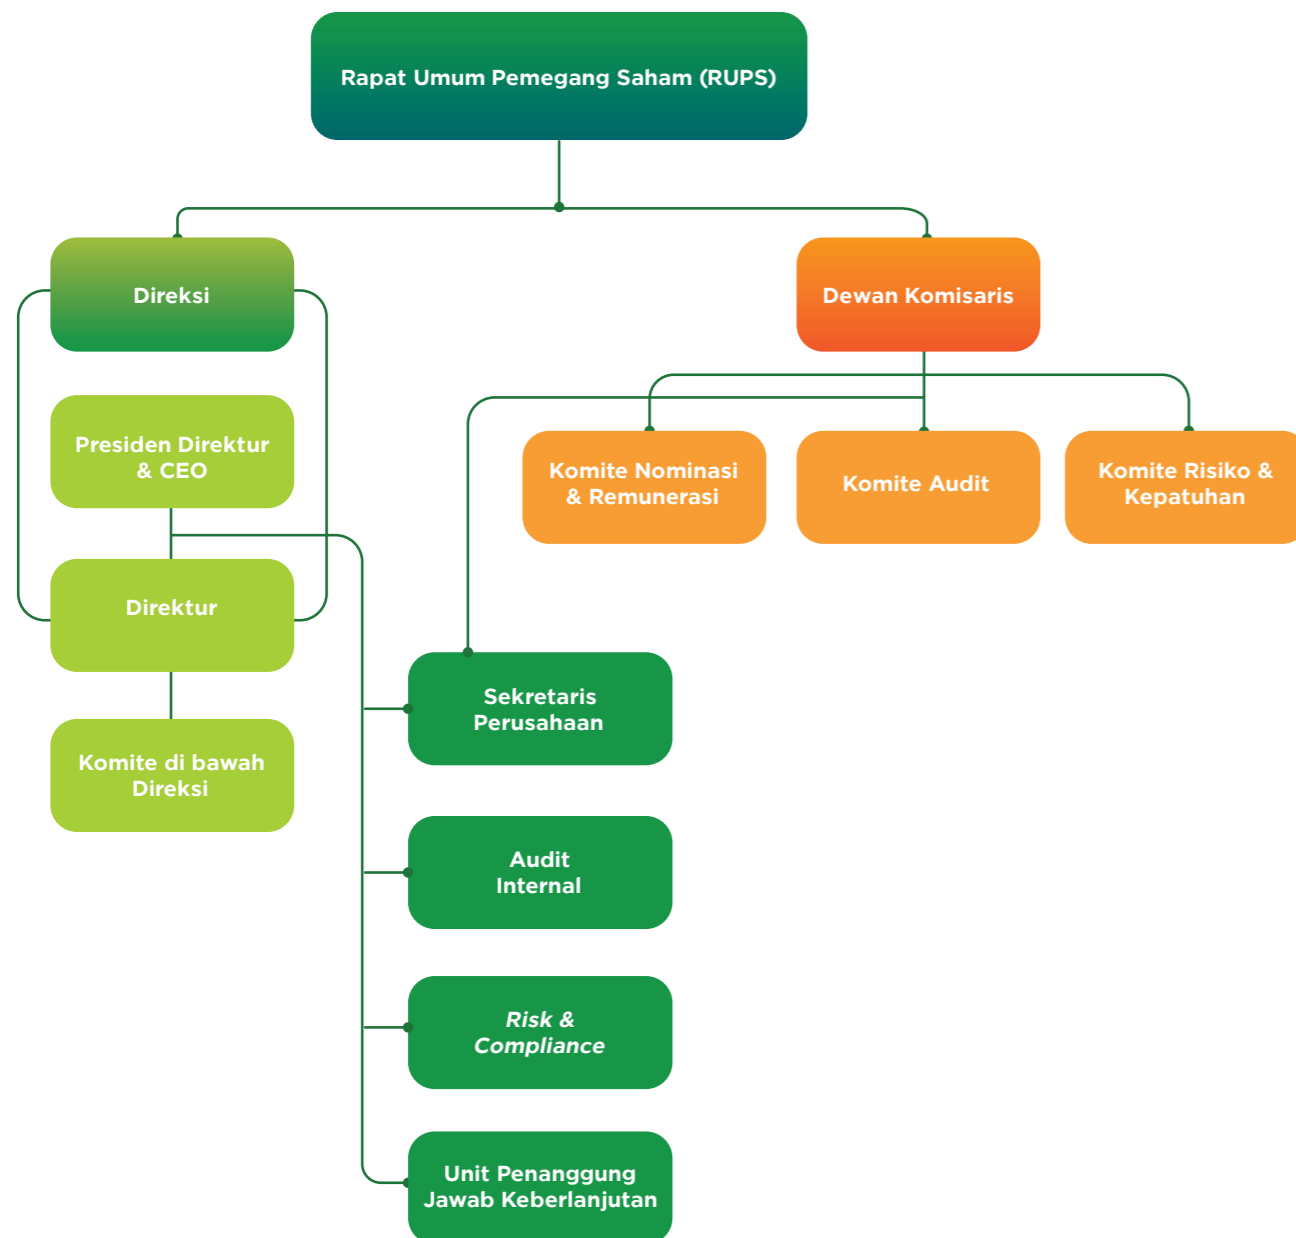 Rapat Umum Pemegang Saham (RUPS)
Direksi
Dewan Komisaris
Presiden Direktur
& CEO
Komite Nominasi
& Remunerasi
Komite Audit
Komite Risiko &
Kepatuhan
Direktur
Sekretaris
Perusahaan
Komite di bawah
Direksi
Audit
Internal
Risk &
Compliance
Unit Penanggung
Jawab Keberlanjutan